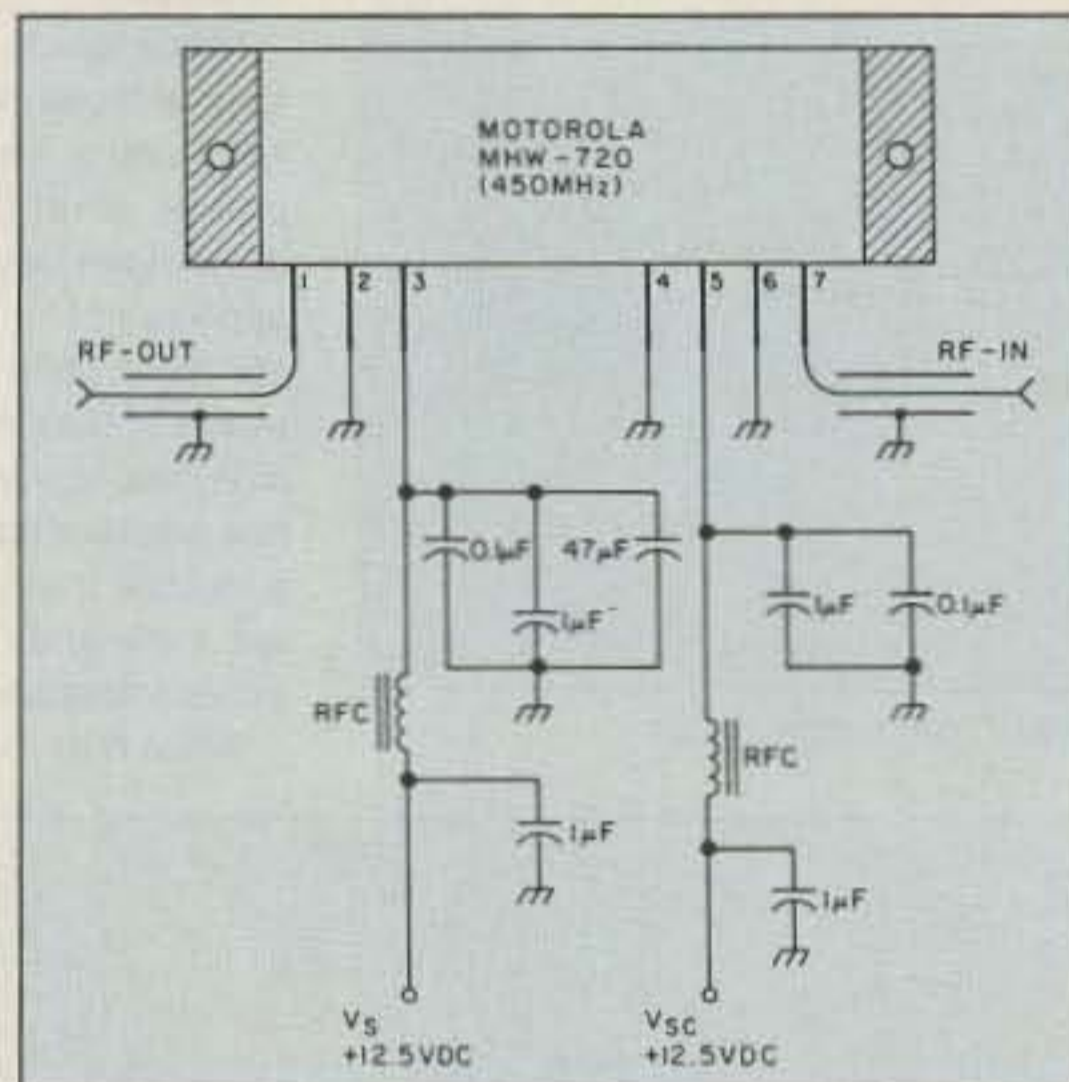 MOTOROLA
MHW-720
(450MHz)
1 2 3 4 5 6 7
RF-OUT
RF-IN
0.1µF
47µF
1µF
1µF
0.1µF
RFC
RFC
1µF
1µF
VS
+12.5VDC
VSC
+12.5VDC